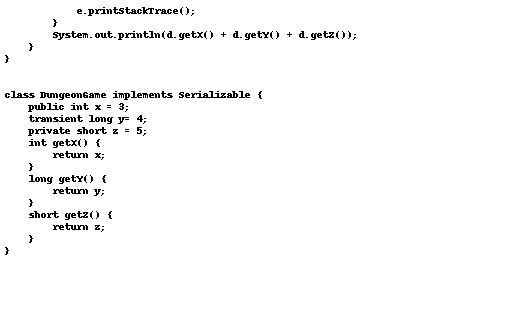 e.printStackTrace();
        }
        System.out.println(d.getX() + d.getY() + d.getZ());
    }
}
class DungeonGame implements Serializable {
    public int x = 3;
    transient long y= 4;
    private short z = 5;
    int getX() {
        return x;
    }
    long getY() {
        return y;
    }
    short getZ() {
        return z;
    }
}